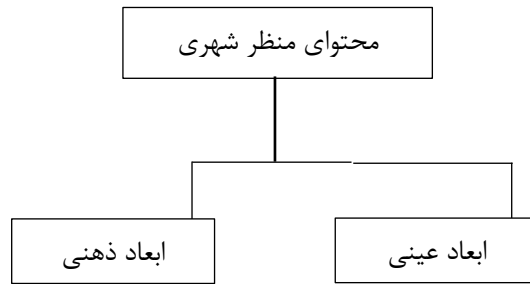 محتوای منظر شهری
ابعاد عینی
ابعاد ذهنی